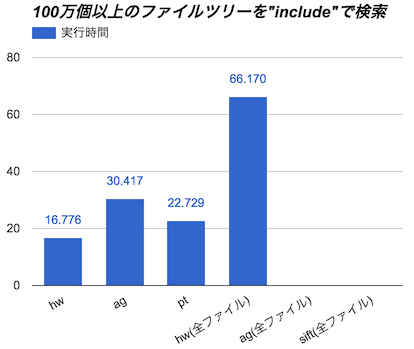 100万個以上のファイルツリーを"include"で検索
実行時間
80
60
40
20
0
16.776
30.417
22.729
66.170
hw
ag
pt
hw(全ファイル)
ag(全ファイル)
sift(全ファイル)